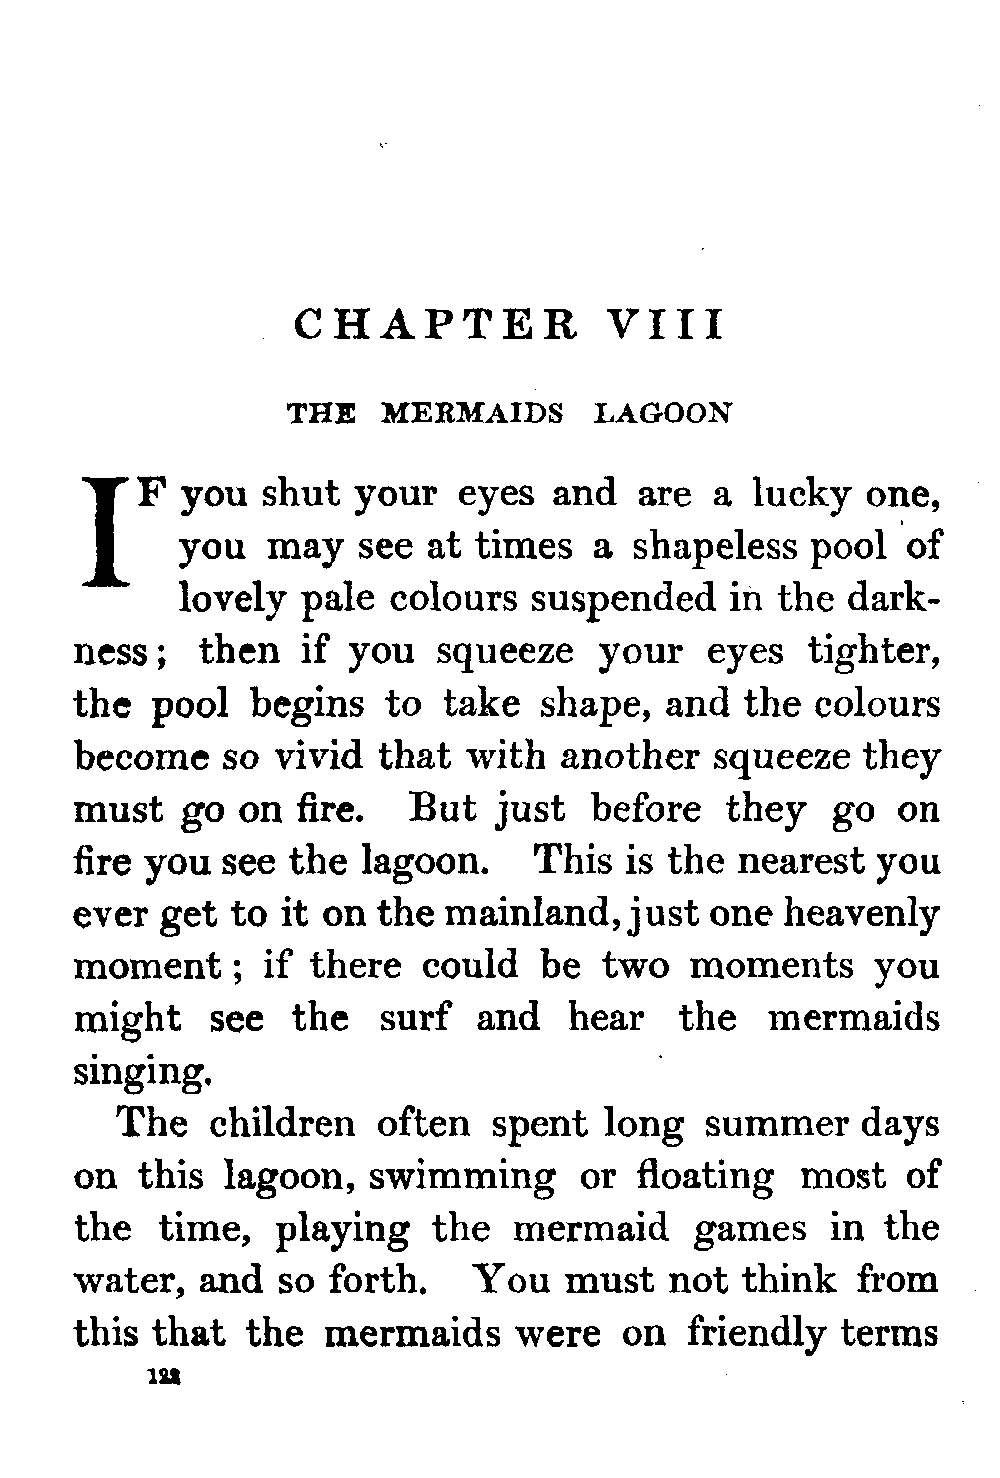 CHAPTER VIII
THE MERMAIDS LAGOON
IF you shut your eyes and are a lucky one,
you may see at times a shapeless pool of
lovely pale colours suspended in the dark-
ness; then if you squeeze your eyes tighter,
the pool begins to take shape, and the colours
become so vivid that with another squeeze they
must go on fire. But just before they go on
fire you see the lagoon. This is the nearest you
ever get to it on the mainland, just one heavenly
moment; if there could be two moments you
might see the surf and hear the mermaids
singing.
The children often spent long summer days
on this lagoon, swimming or floating most of
the time, playing the mermaid games in the
water, and so forth. You must not think from
this that the mermaids were on friendly terms
122